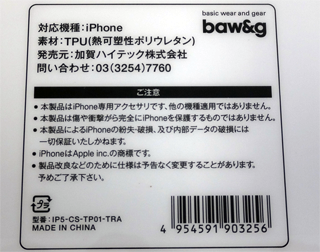 basic wear and gear
baw&g
対応機種：iPhone
素材：TPU(熱可塑性ポリウレタン)
発売元：加賀ハイテック株式会社
問い合わせ：03(3254)7760
ご注意
●本製品はiPhone専用アクセサリです、他の機種適用ではありません。
●本製品は傷や衝撃から完全にiPhoneを保護するものではありません。
●本製品によるiPhoneの紛失･破損、及び内部データの破損には
一切保証いたしかねます。
●iPhoneはApple inc.の商標です。
●製品改良などのために仕様は予告なく変更することがあります。
予めご了承下さい。
プラ
型番：IP5-CS-TP01-TRA
MADE IN CHINA
4 954591 903256